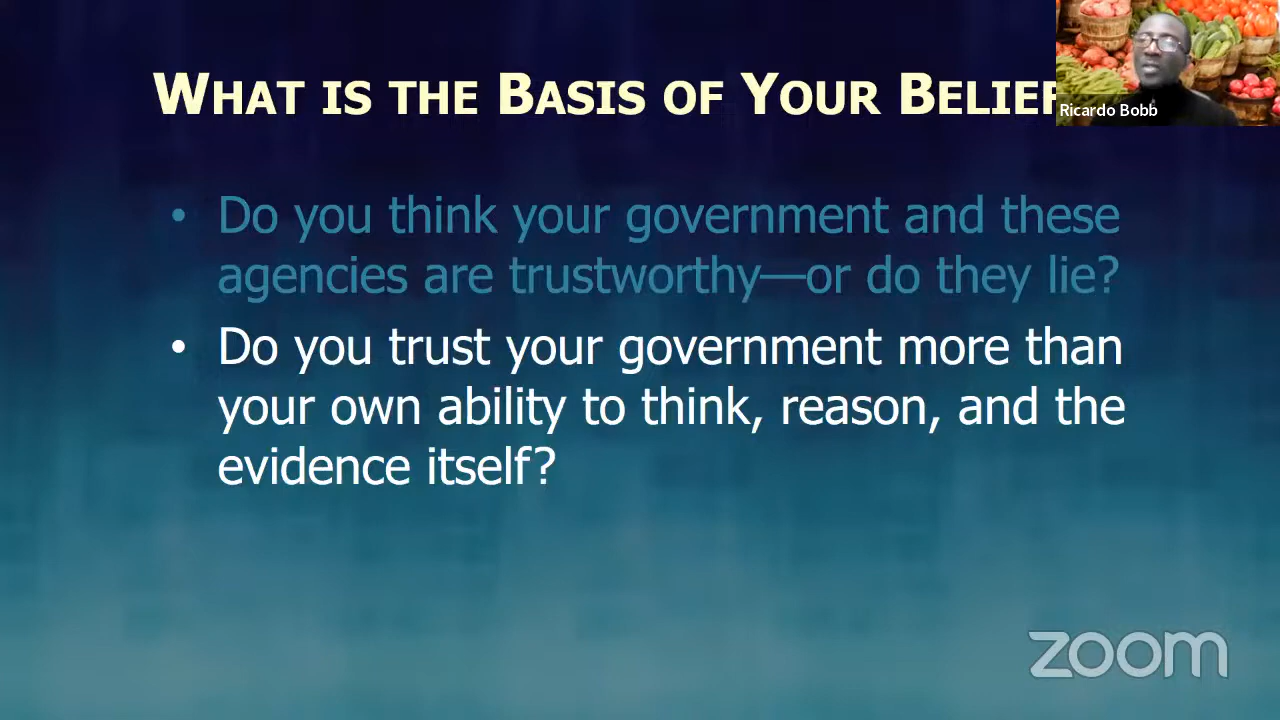 WHAT IS THE BASIS OF YOUR BELIEF
Ricardo Bobb
• Do you think your government and these
agencies are trustworthy—or do they lie?
• Do you trust your government more than
your own ability to think, reason, and the
evidence itself?
zoom